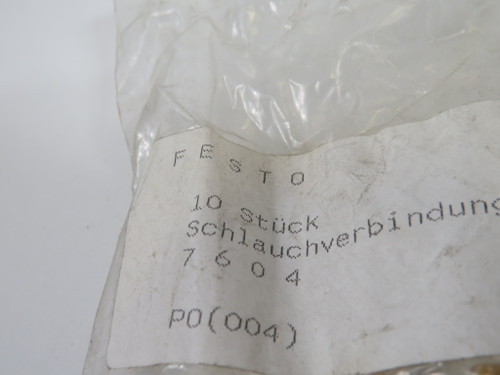 FESTO
10 Stück
Schlauchverbindung
7604
PO(004)